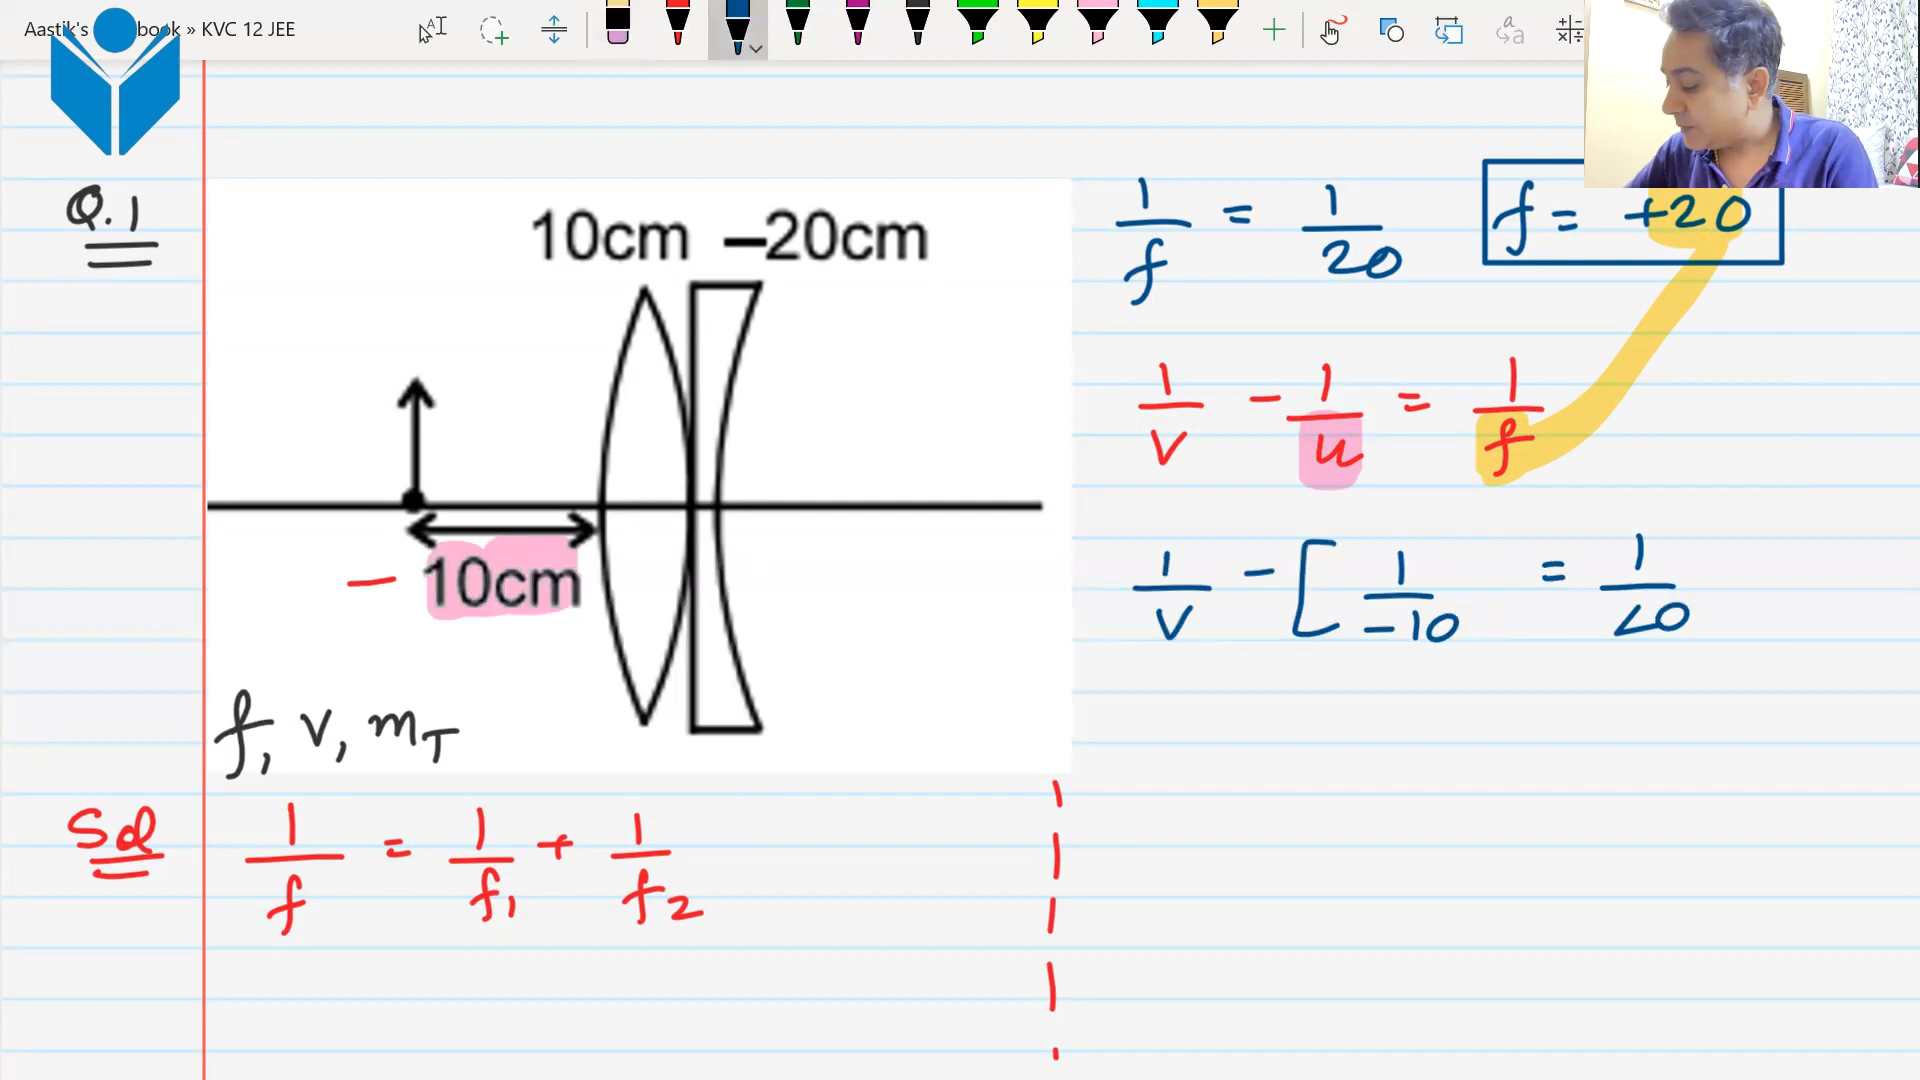 Aastik's book » KVC 12 JEE
Q.1
10cm –20cm
– 10cm
f, v, m_T
Sol 1/f = 1/f₁ + 1/f₂
1/f = 1/20 f = +20
1/v - 1/u = 1/f
1/v - [1/-10 = 1/20